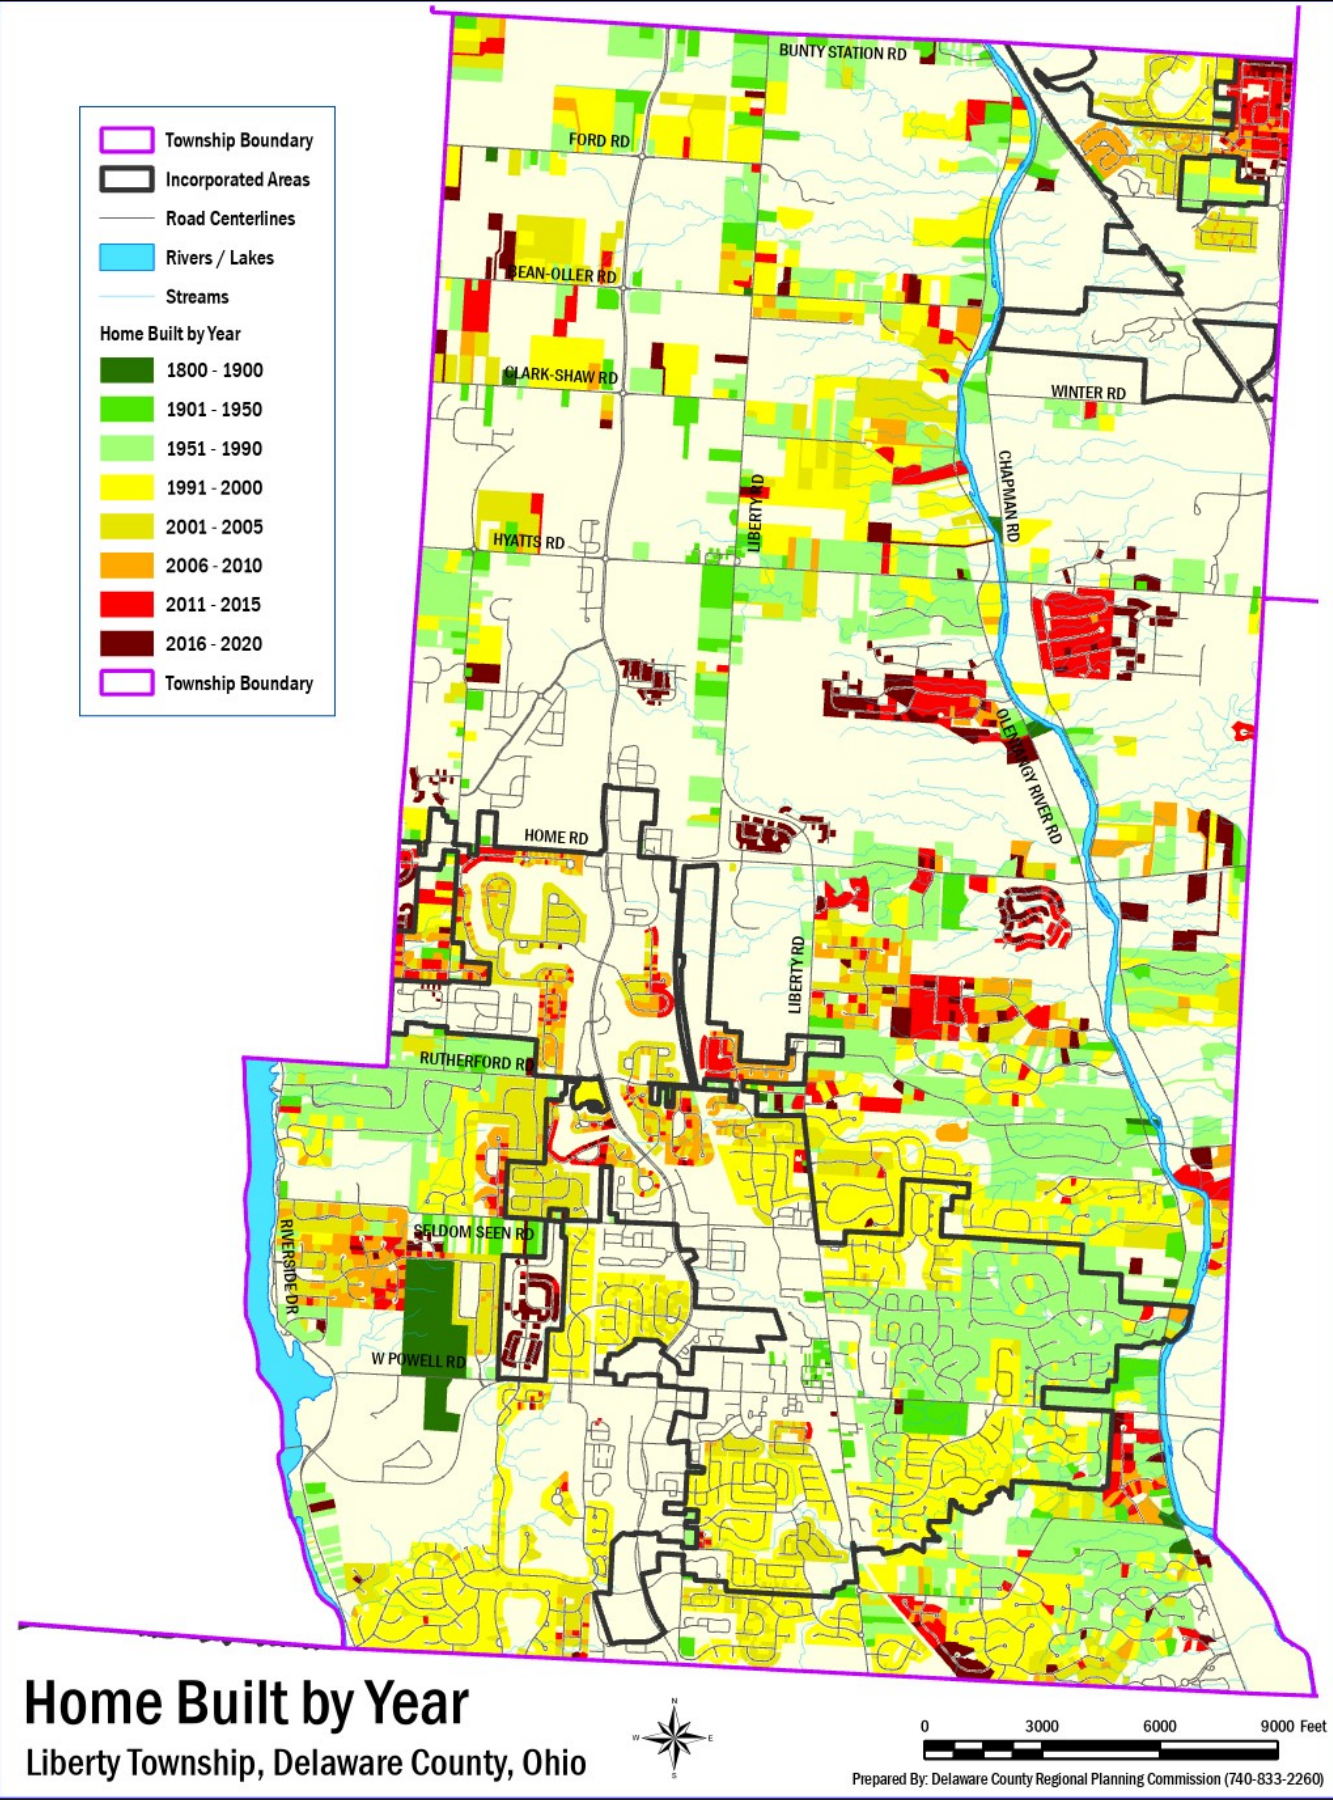 BUNTY STATION RD
FORD RD
BEAN-OLLER RD
CLARK-SHAW RD
WINTER RD
CHAPMAN RD
LIBERTY RD
HYATTS RD
OLENTANGY RIVER RD
HOME RD
LIBERTY RD
RUTHERFORD RD
SELDOM SEEN RD
RIVERSIDE DR
W POWELL RD
Township Boundary
Incorporated Areas
Road Centerlines
Rivers / Lakes
Streams
Home Built by Year
1800 - 1900
1901 - 1950
1951 - 1990
1991 - 2000
2001 - 2005
2006 - 2010
2011 - 2015
2016 - 2020
Township Boundary
Home Built by Year
Liberty Township, Delaware County, Ohio
N
W E
S
0 3000 6000 9000 Feet
Prepared By: Delaware County Regional Planning Commission (740-833-2260)